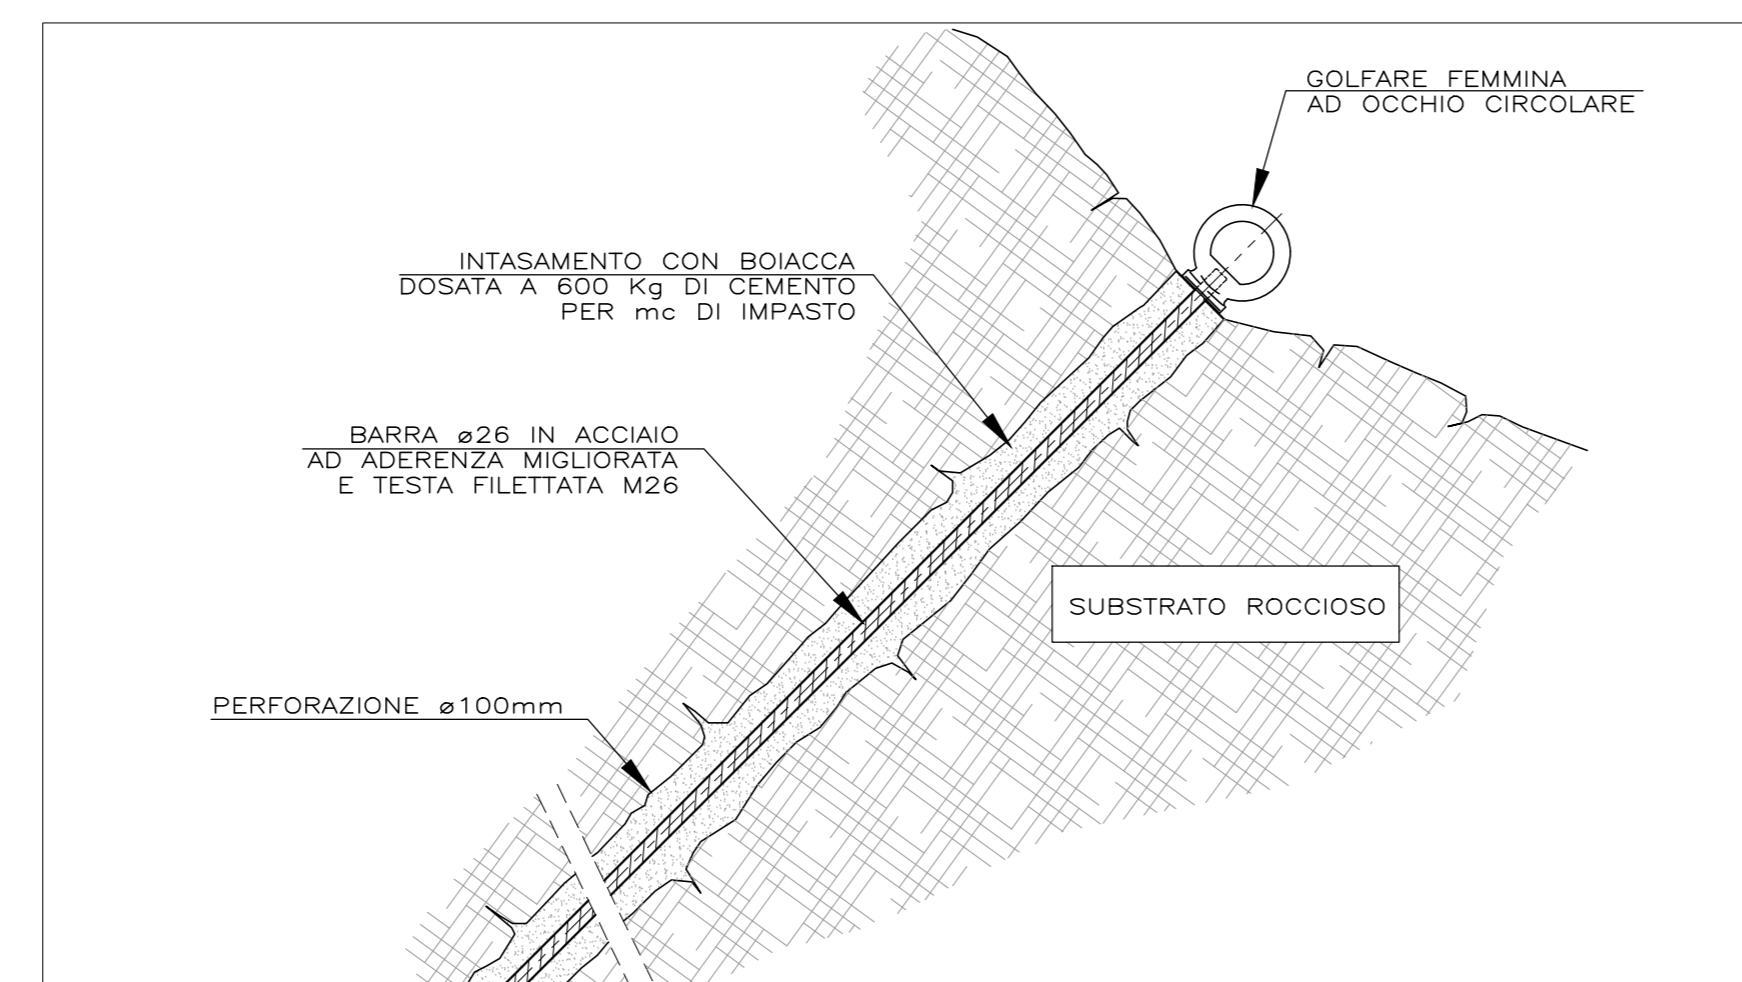 GOLFARE FEMMINA
AD OCCHIO CIRCOLARE
INTASAMENTO CON BOIACCA
DOSATA A 600 Kg DI CEMENTO
PER mc DI IMPASTO
BARRA ø26 IN ACCIAIO
AD ADERENZA MIGLIORATA
E TESTA FILETTATA M26
SUBSTRATO ROCCIOSO
PERFORAZIONE ø100mm